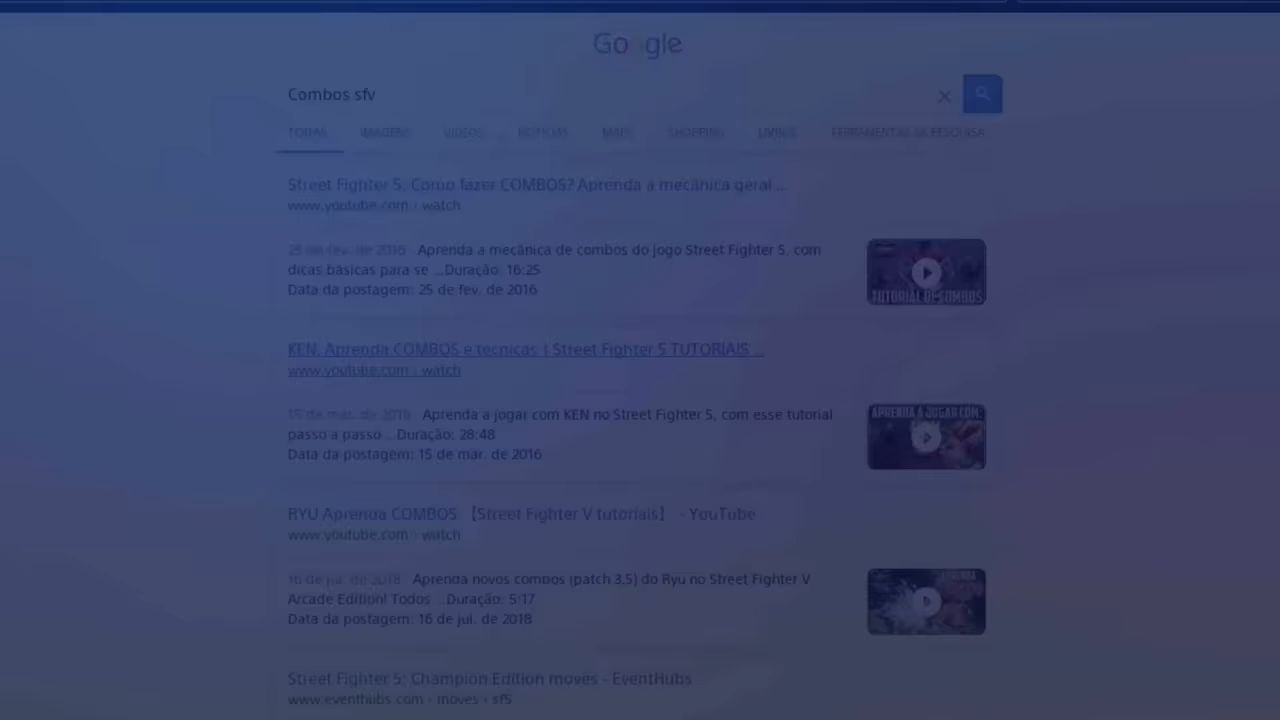 Google
Combos sfv
TODAS IMAGENS VÍDEOS NOTÍCIAS MAPS SHOPPING LIVROS FERRAMENTAS DE PESQUISA
Street Fighter 5: Como fazer COMBOS? Aprenda a mecânica geral ...
www.youtube.com › watch
25 de fev. de 2016 · Aprenda a mecânica de combos do jogo Street Fighter 5, com
dicas básicas para se ...Duração: 16:25
Data da postagem: 25 de fev. de 2016
TUTORIAL DE COMBOS
KEN: Aprenda COMBOS e tecnicas | Street Fighter 5 TUTORIAIS ...
www.youtube.com › watch
15 de mar. de 2016 · Aprenda a jogar com KEN no Street Fighter 5, com esse tutorial
passo a passo ...Duração: 28:48
Data da postagem: 15 de mar. de 2016
APRENDA A JOGAR COM:
RYU Aprenda COMBOS 【Street Fighter V tutoriais】 - YouTube
www.youtube.com › watch
16 de jul. de 2018 · Aprenda novos combos (patch 3.5) do Ryu no Street Fighter V
Arcade Edition! Todos ...Duração: 5:17
Data da postagem: 16 de jul. de 2018
Street Fighter 5: Champion Edition moves - EventHubs
www.eventhubs.com › moves › sf5